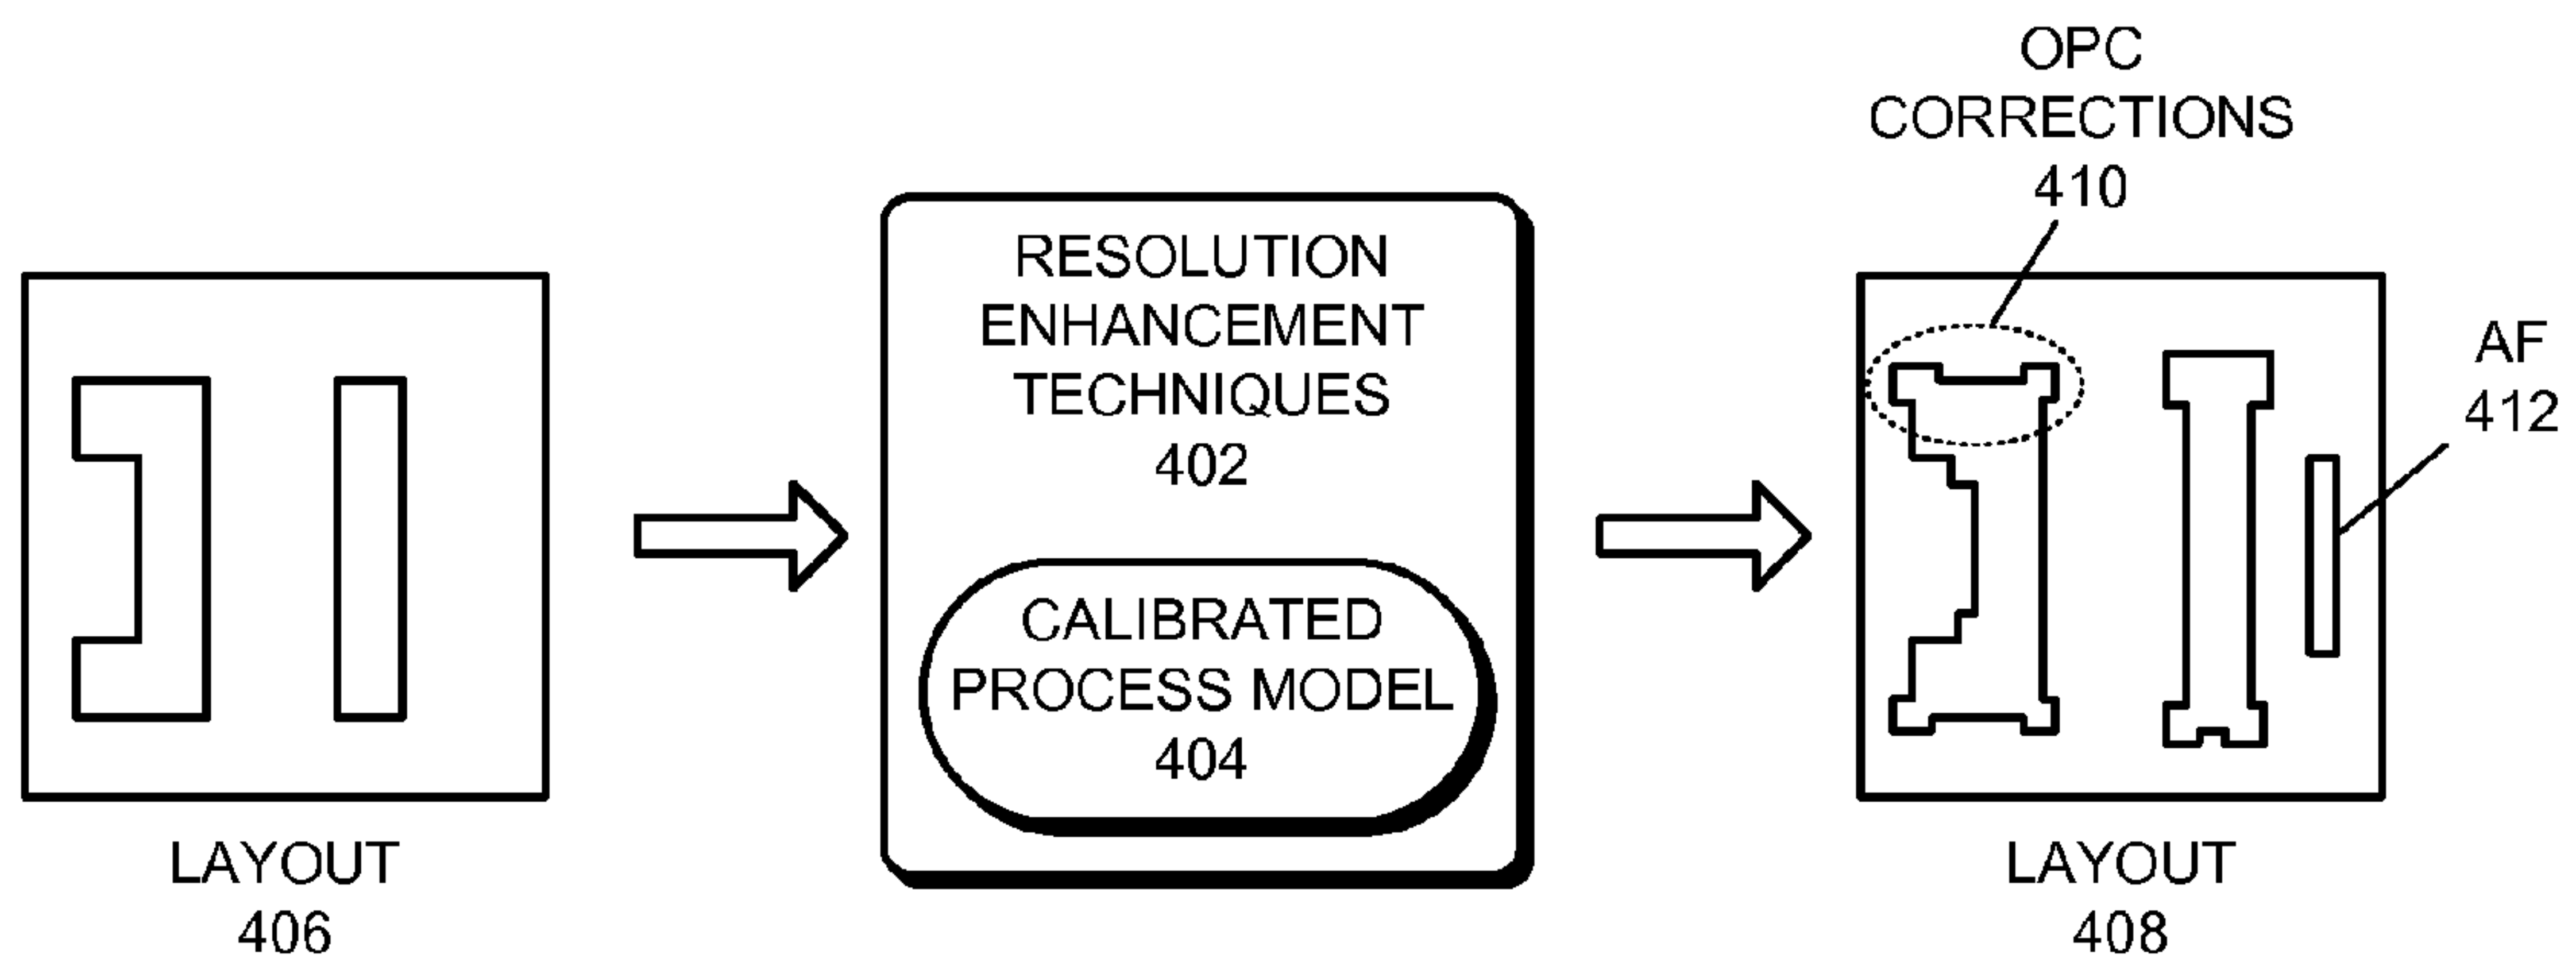 LAYOUT
406
RESOLUTION
ENHANCEMENT
TECHNIQUES
402
CALIBRATED
PROCESS MODEL
404
OPC
CORRECTIONS
410
AF
412
LAYOUT
408